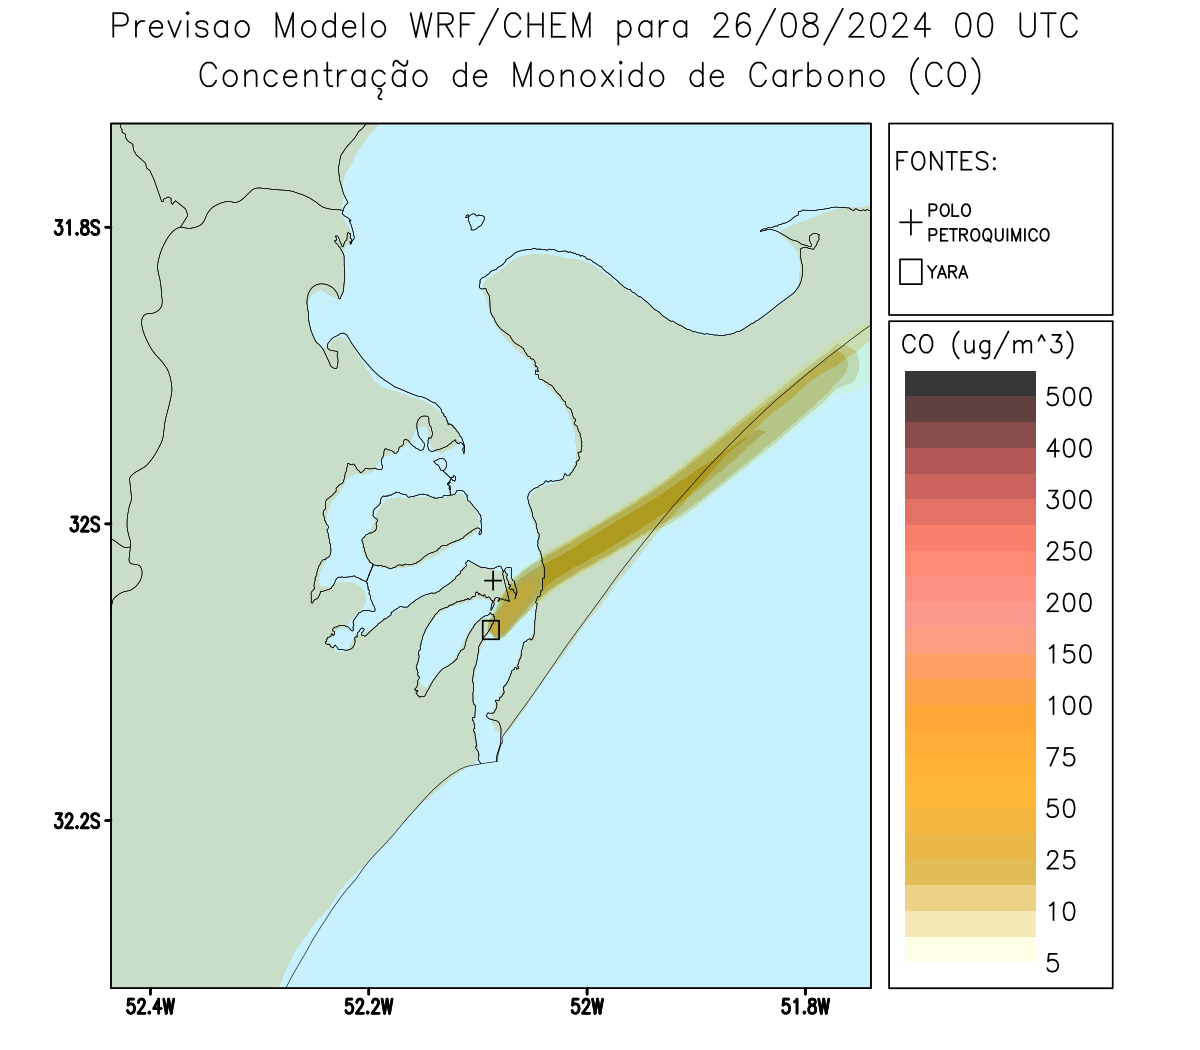 Previsao Modelo WRF/CHEM para 26/08/2024 00 UTC
Concentração de Monoxido de Carbono (CO)
FONTES:
POLO
PETROQUIMICO
YARA
CO (ug/m^3)
500
400
300
250
200
150
100
75
50
25
10
5
31.8S
32S
32.2S
52.4W
52.2W
52W
51.8W